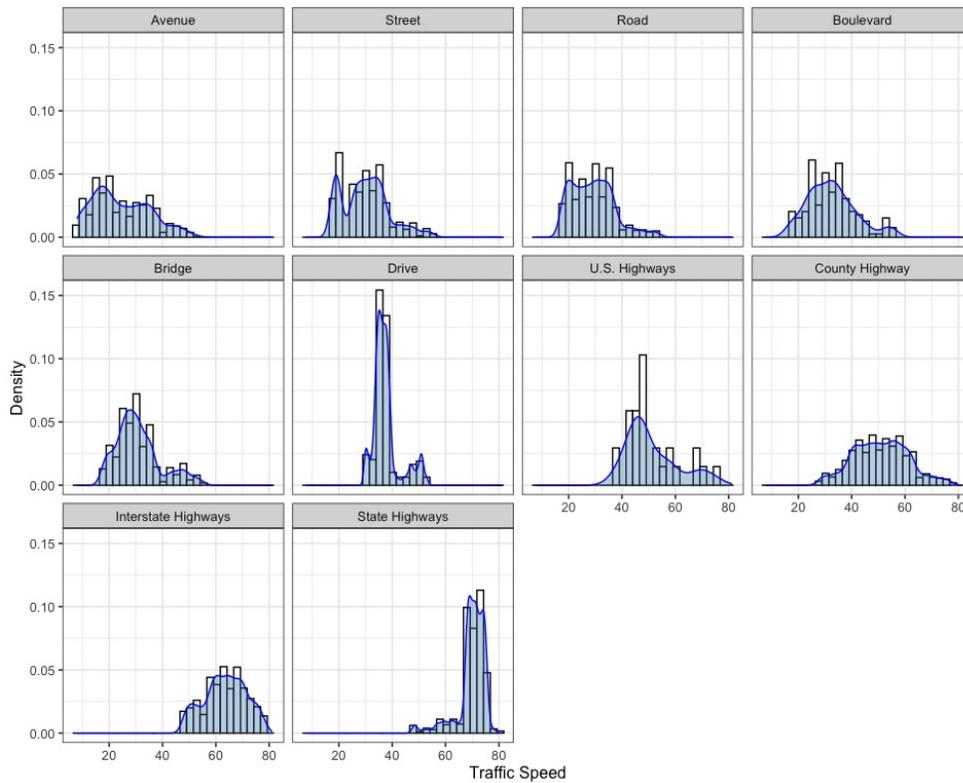 Avenue Street Road Boulevard
0.15
0.10
0.05
0.00
Bridge Drive U.S. Highways County Highway
0.15
0.10
0.05
0.00
20 40 60 80 20 40 60 80
Interstate Highways State Highways
0.15
0.10
0.05
0.00
20 40 60 80 20 40 60 80
Density
Traffic Speed